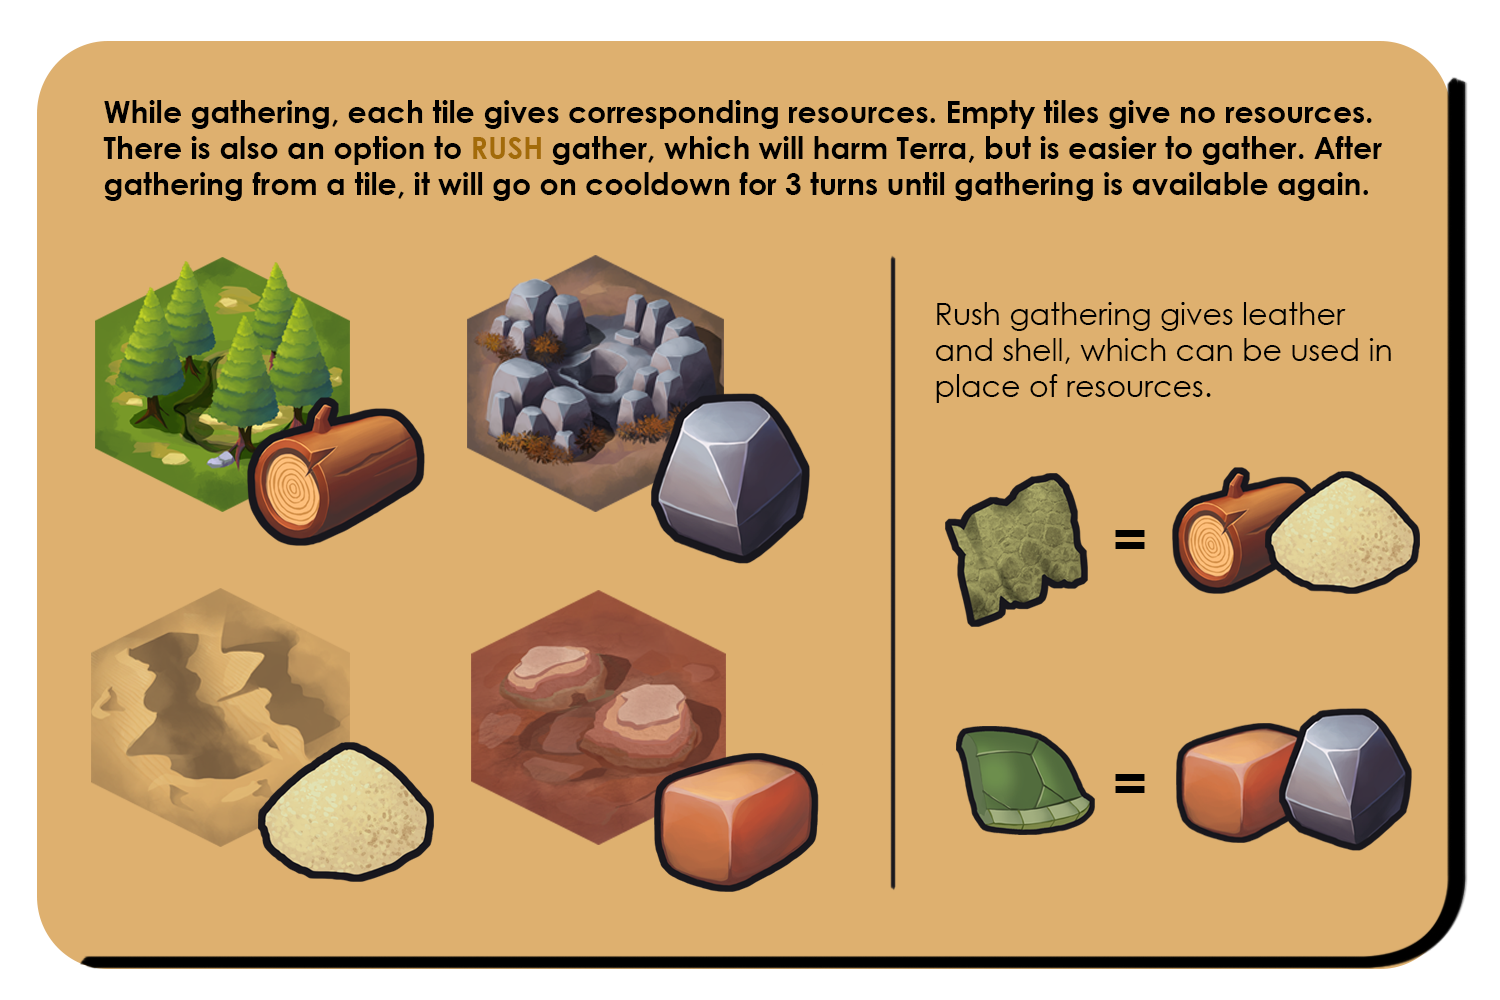 While gathering, each tile gives corresponding resources. Empty tiles give no resources.
There is also an option to RUSH gather, which will harm Terra, but is easier to gather. After
gathering from a tile, it will go on cooldown for 3 turns until gathering is available again.
Rush gathering gives leather
and shell, which can be used in
place of resources.
=
=